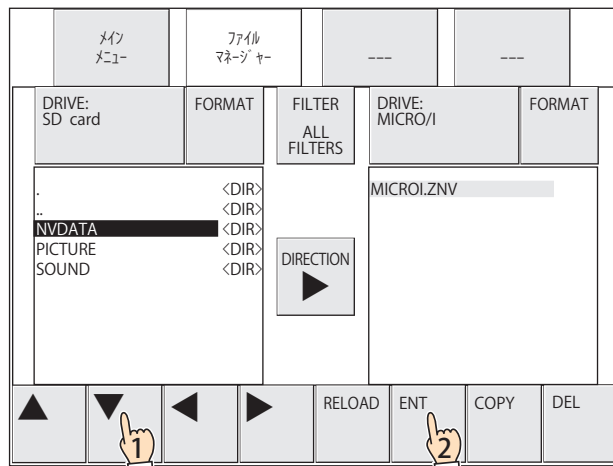 メイン
メニュー
ファイル
マネージャー
---
---
DRIVE:
SD card
FORMAT
FILTER
ALL
FILTERS
DRIVE:
MICRO/I
FORMAT
. <DIR>
.. <DIR>
NVDATA <DIR>
PICTURE <DIR>
SOUND <DIR>
MICROI.ZNV
DIRECTION
RELOAD
ENT
COPY
DEL
1
2